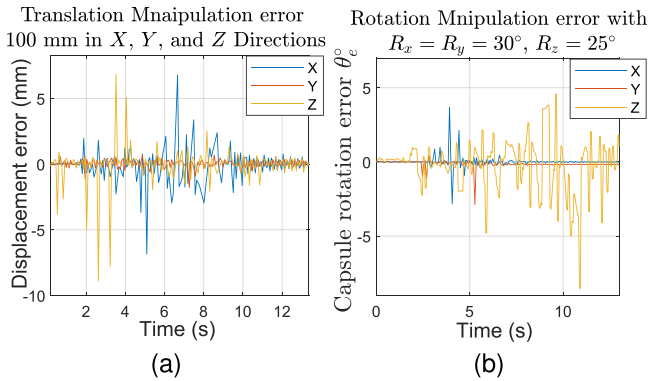 Translation Mnaipulation error
100 mm in X, Y, and Z Directions
Displacement error (mm)
5
0
-5
-10
2
4
6
8
10
12
Time (s)
X
Y
Z
(a)
Rotation Mnipulation error with
Rx = Ry = 30°, Rz = 25°
Capsule rotation error θe°
5
0
-5
0
5
10
Time (s)
X
Y
Z
(b)